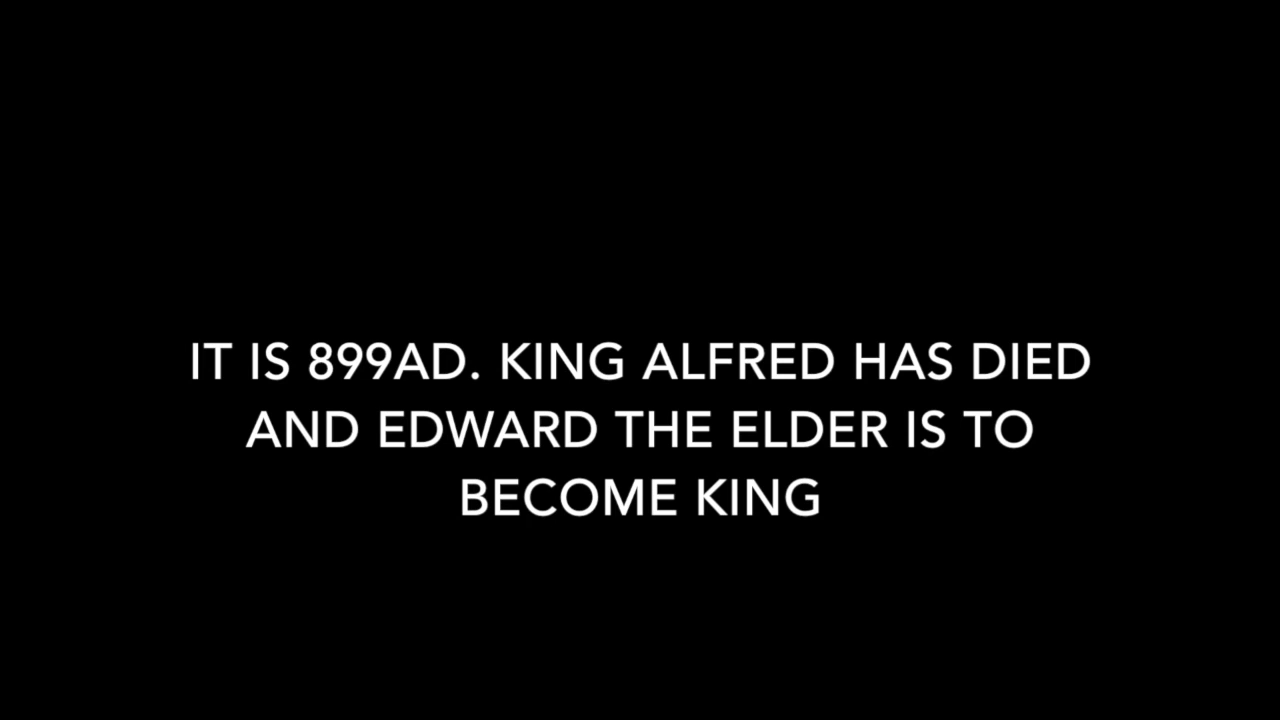 IT IS 899AD. KING ALFRED HAS DIED
AND EDWARD THE ELDER IS TO
BECOME KING